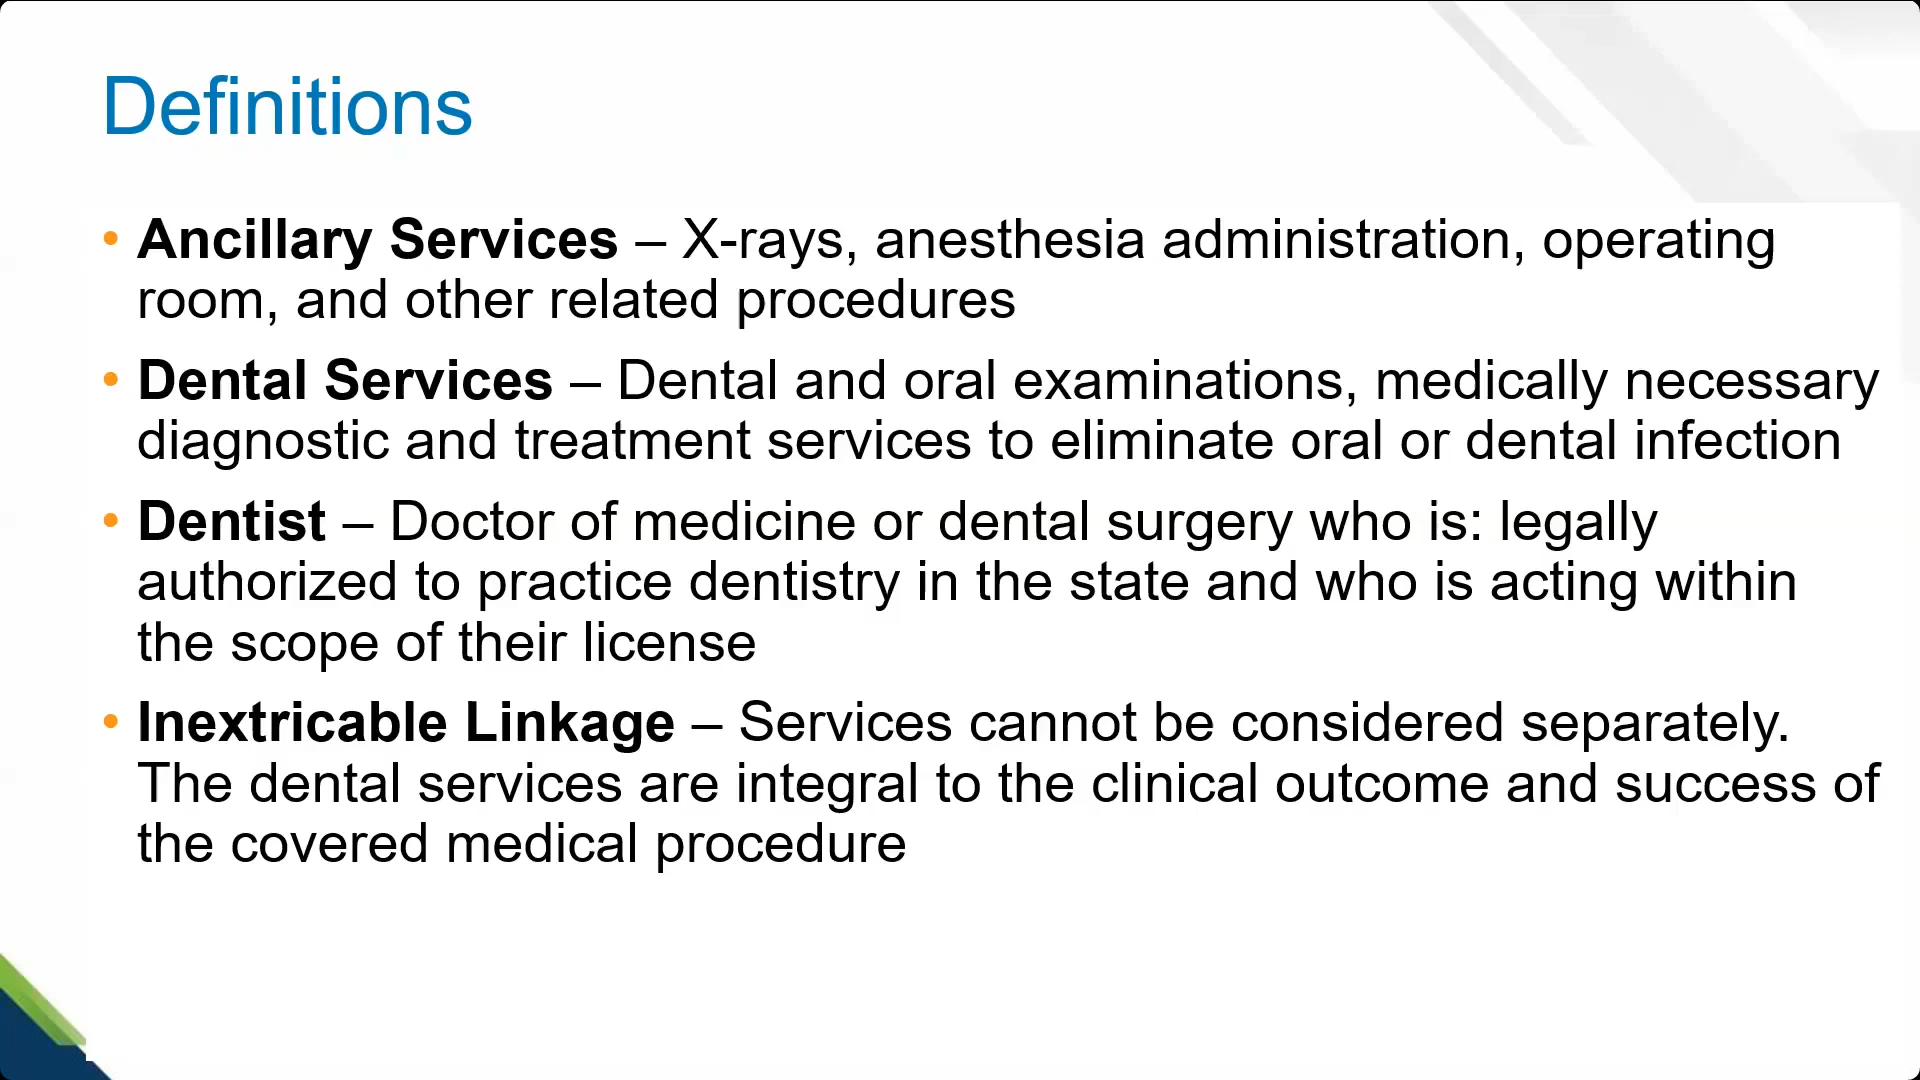 Definitions
• Ancillary Services – X-rays, anesthesia administration, operating
room, and other related procedures
• Dental Services – Dental and oral examinations, medically necessary
diagnostic and treatment services to eliminate oral or dental infection
• Dentist – Doctor of medicine or dental surgery who is: legally
authorized to practice dentistry in the state and who is acting within
the scope of their license
• Inextricable Linkage – Services cannot be considered separately.
The dental services are integral to the clinical outcome and success of
the covered medical procedure